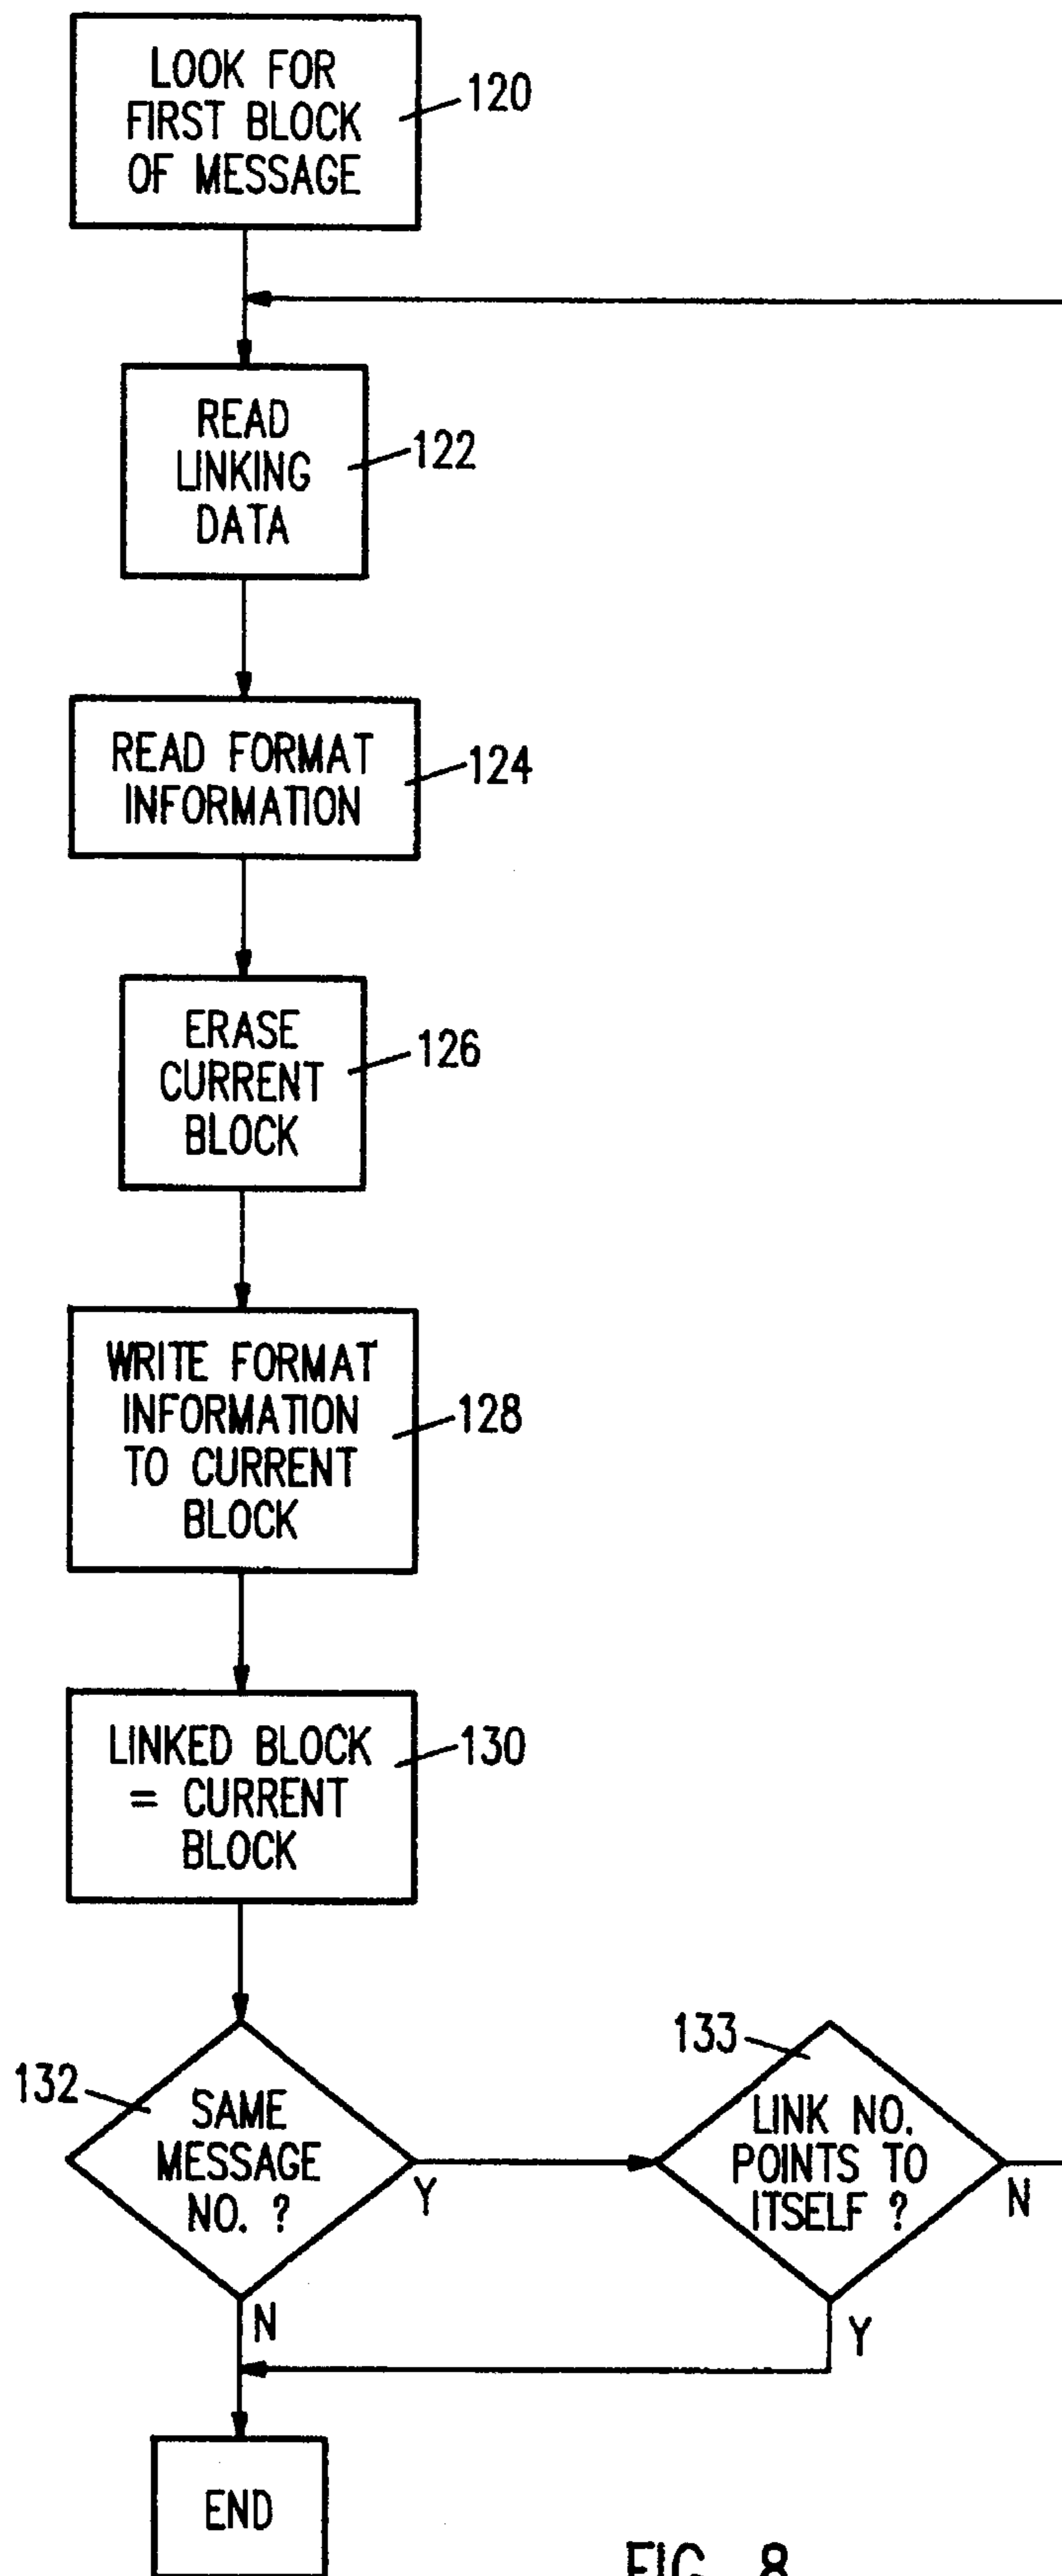 LOOK FOR
FIRST BLOCK
OF MESSAGE
120
READ
LINKING
DATA
122
READ FORMAT
INFORMATION
124
ERASE
CURRENT
BLOCK
126
WRITE FORMAT
INFORMATION
TO CURRENT
BLOCK
128
LINKED BLOCK
= CURRENT
BLOCK
130
132
SAME
MESSAGE
NO. ?
Y
N
133
LINK NO.
POINTS TO
ITSELF ?
N
Y
END
FIG. 8